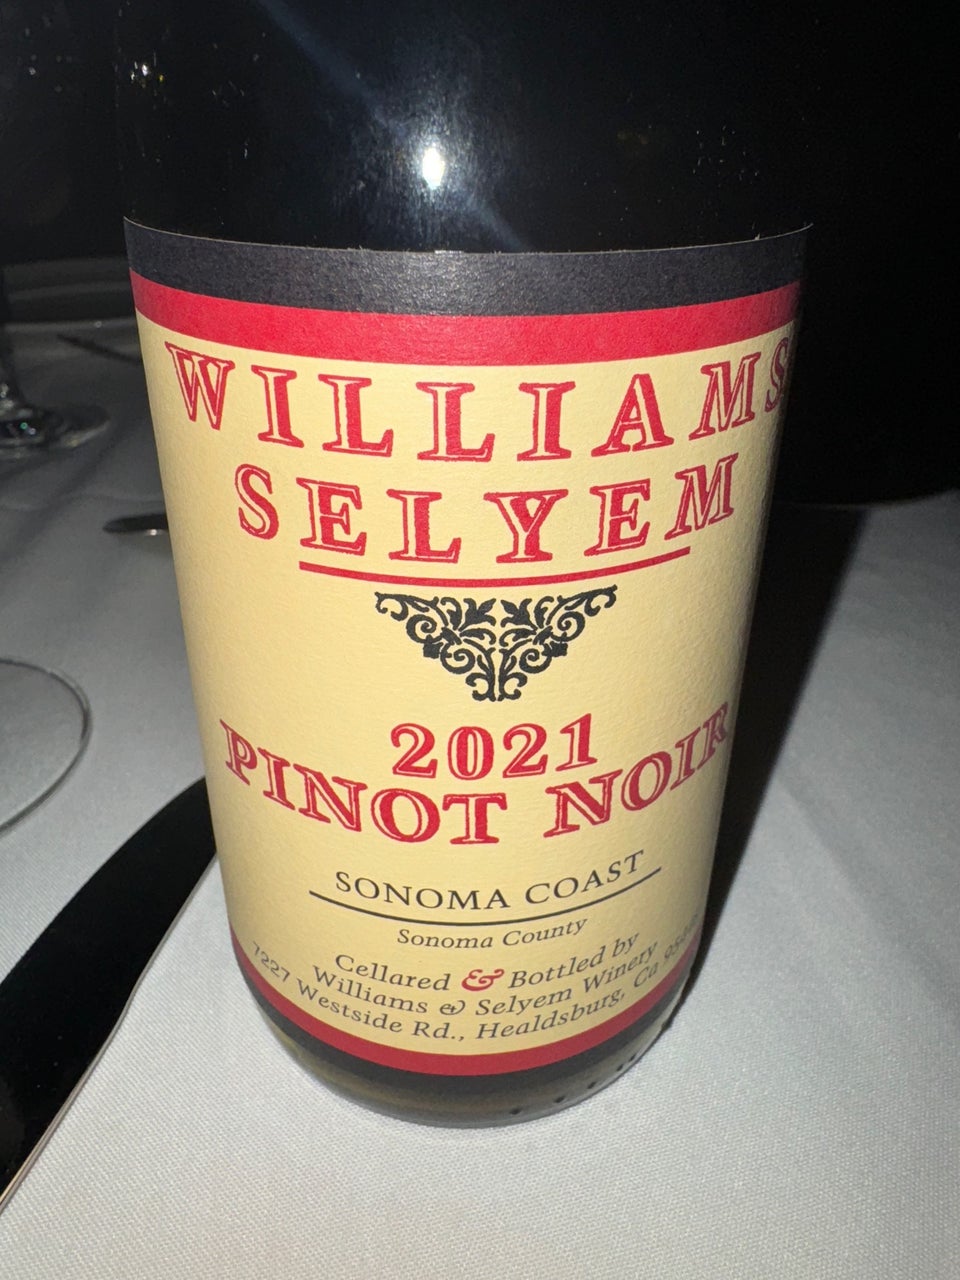 WILLIAMS
SELYEM
2021
PINOT NOIR
SONOMA COAST
Sonoma County
Cellared & Bottled by
Williams & Selyem Winery
7227 Westside Rd., Healdsburg, Ca